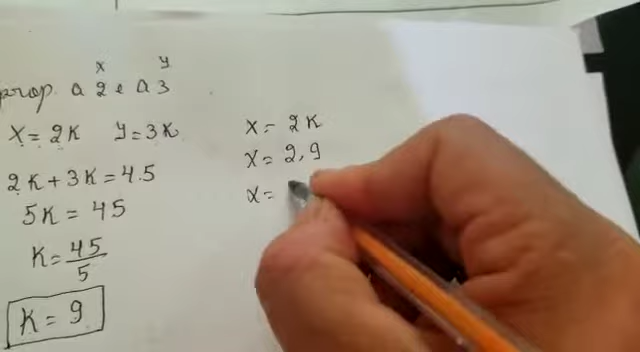 x y
prop. a 2 e a 3
x = 2K y = 3K
2K + 3K = 45
5K = 45
K = 45/5
K = 9
x = 2K
x = 2.9
x =